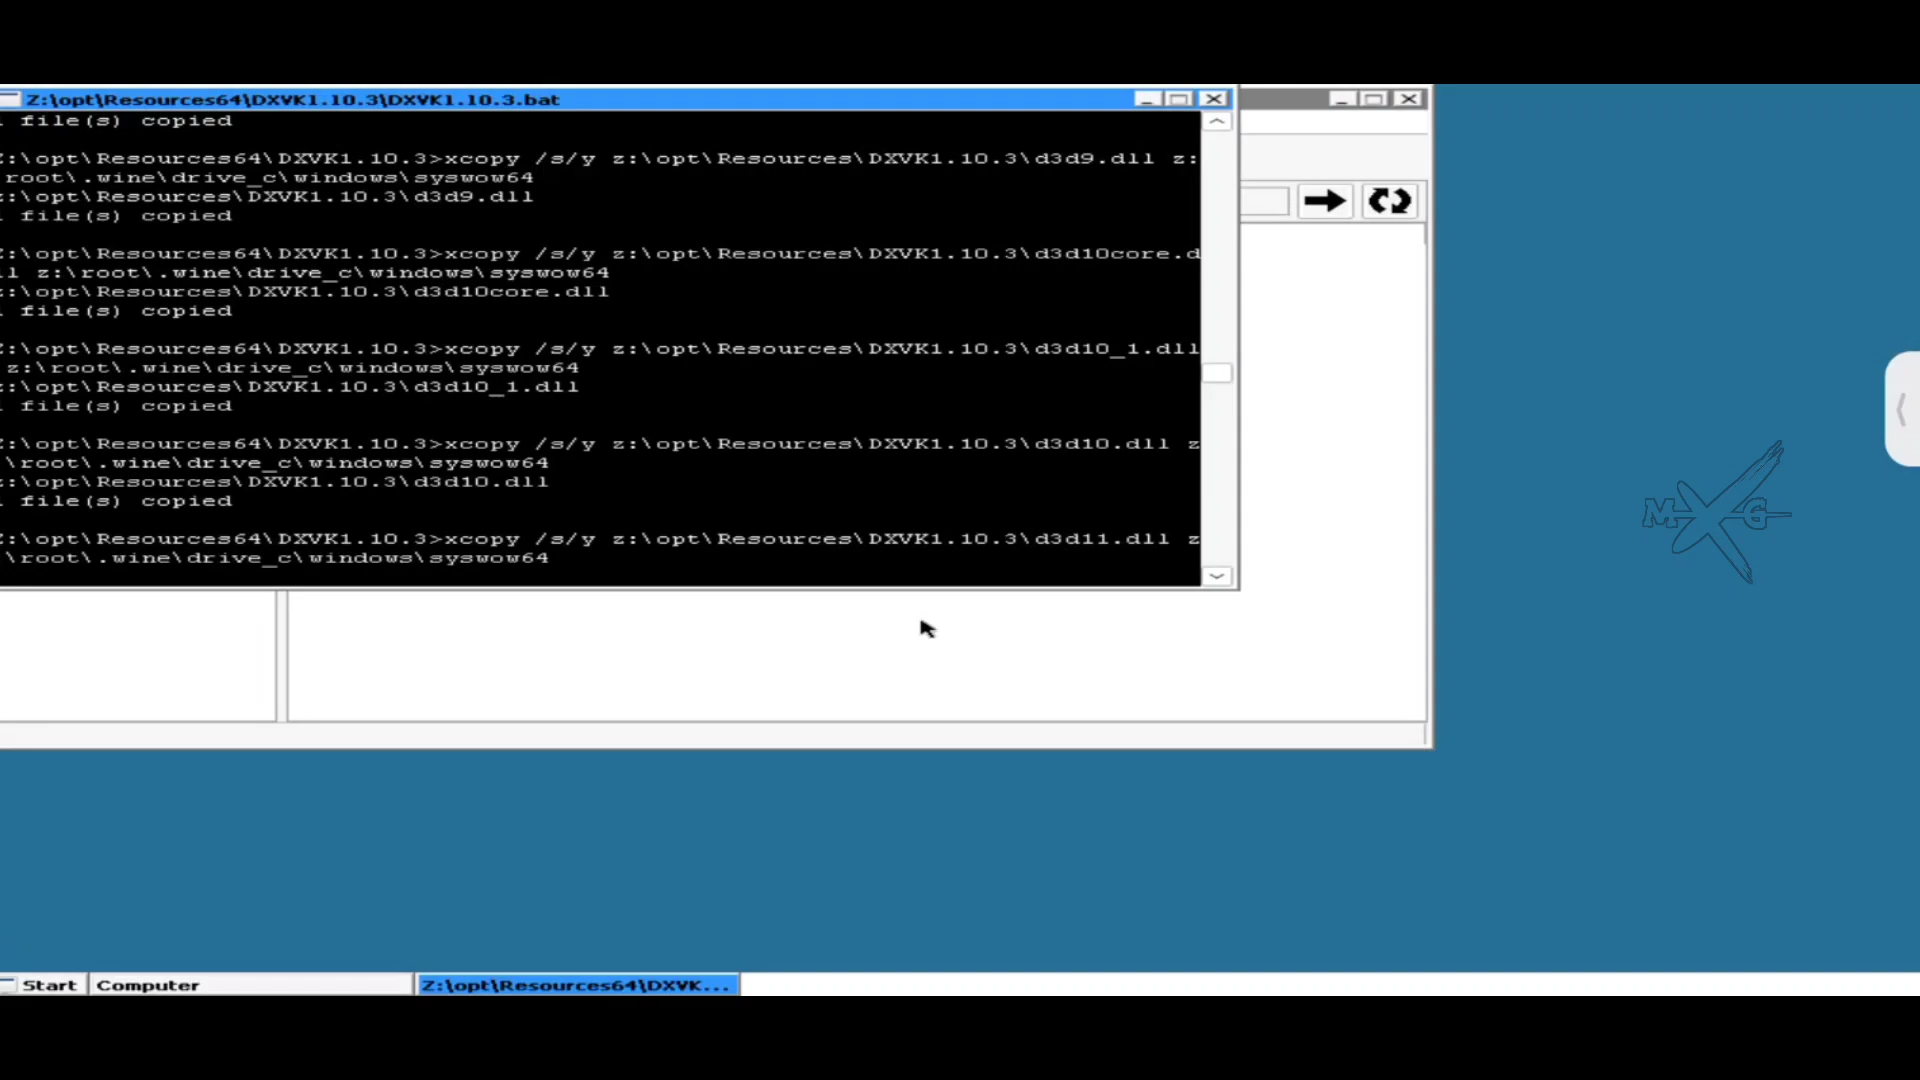 Z:\opt\Resources64\DXVK1.10.3\DXVK1.10.3.bat
file(s) copied
:\opt\Resources64\DXVK1.10.3>xcopy /s/y z:\opt\Resources\DXVK1.10.3\d3d9.dll z:
root\.wine\drive_c\windows\syswow64
:\opt\Resources\DXVK1.10.3\d3d9.dll
file(s) copied
:\opt\Resources64\DXVK1.10.3>xcopy /s/y z:\opt\Resources\DXVK1.10.3\d3d10core.d
ll z:\root\.wine\drive_c\windows\syswow64
:\opt\Resources\DXVK1.10.3\d3d10core.dll
file(s) copied
:\opt\Resources64\DXVK1.10.3>xcopy /s/y z:\opt\Resources\DXVK1.10.3\d3d10_1.dll
z:\root\.wine\drive_c\windows\syswow64
:\opt\Resources\DXVK1.10.3\d3d10_1.dll
file(s) copied
:\opt\Resources64\DXVK1.10.3>xcopy /s/y z:\opt\Resources\DXVK1.10.3\d3d10.dll z
\root\.wine\drive_c\windows\syswow64
:\opt\Resources\DXVK1.10.3\d3d10.dll
file(s) copied
:\opt\Resources64\DXVK1.10.3>xcopy /s/y z:\opt\Resources\DXVK1.10.3\d3d11.dll z
\root\.wine\drive_c\windows\syswow64
MXG
Start Computer Z:\opt\Resources64\DXVK...